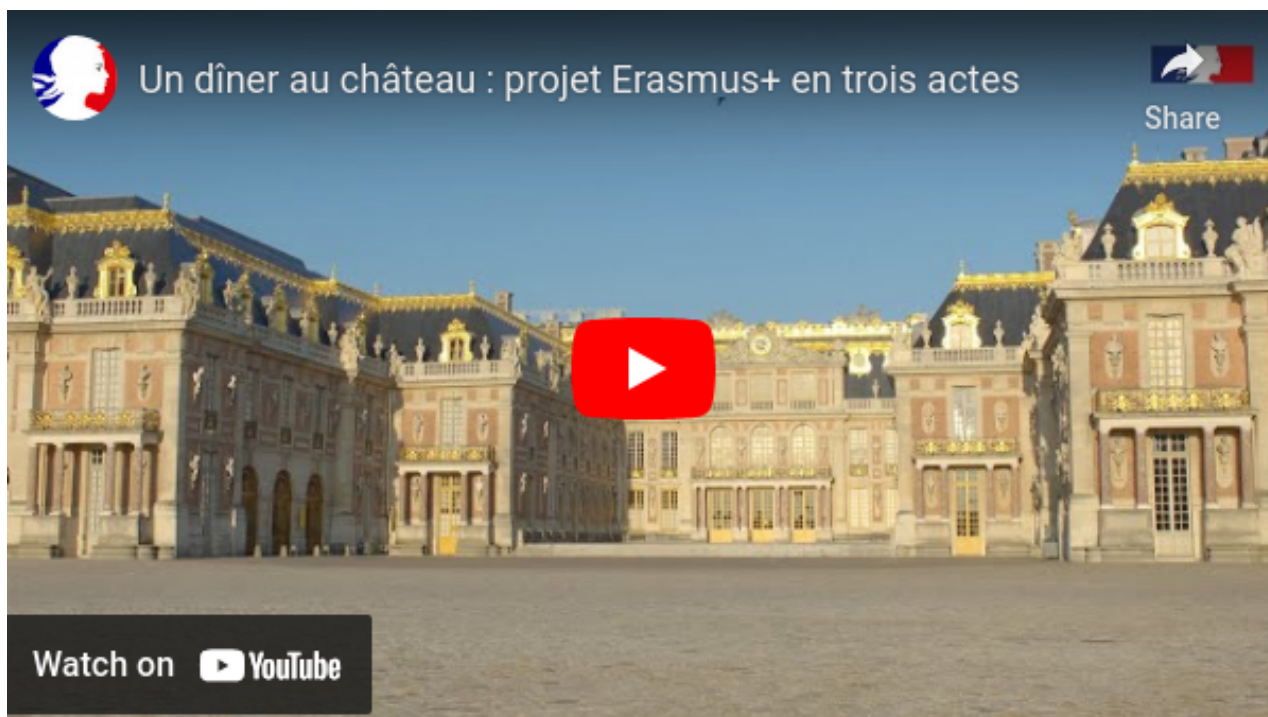 Un dîner au château : projet Erasmus+ en trois actes
Share
Watch on YouTube